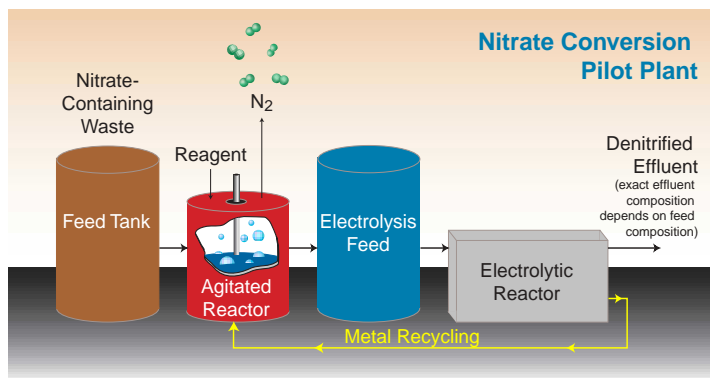 Nitrate Conversion
Pilot Plant
Nitrate-
Containing
Waste
N2
Reagent
Denitrified
Effluent
(exact effluent
composition
depends on feed
composition)
Feed Tank
Electrolysis
Feed
Agitated
Reactor
Electrolytic
Reactor
Metal Recycling